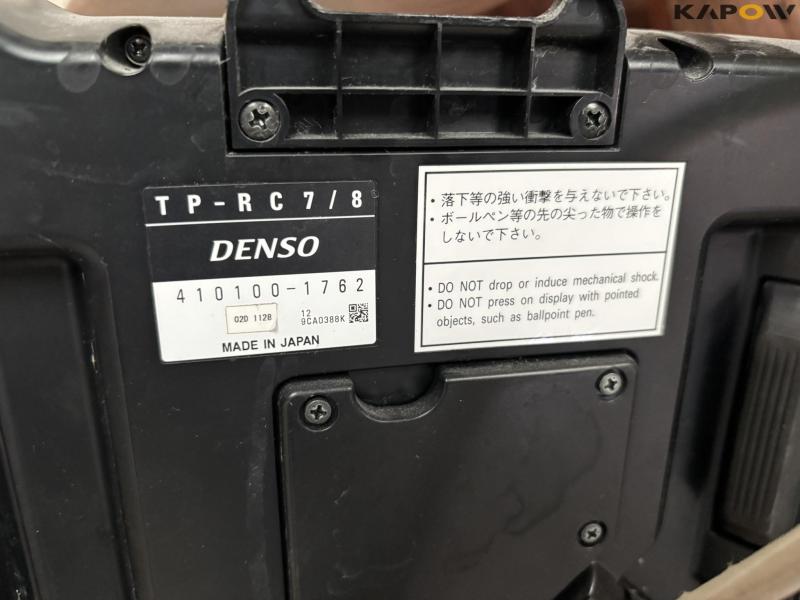 KAPOW
TP-RC7/8
DENSO
410100-1762
02D 112B
12
9CA0388K
MADE IN JAPAN
・落下等の強い衝撃を与えないで下さい。
・ボールペン等の先の尖った物で操作を
しないで下さい。
・DO NOT drop or induce mechanical shock.
・DO NOT press on display with pointed
objects, such as ballpoint pen.